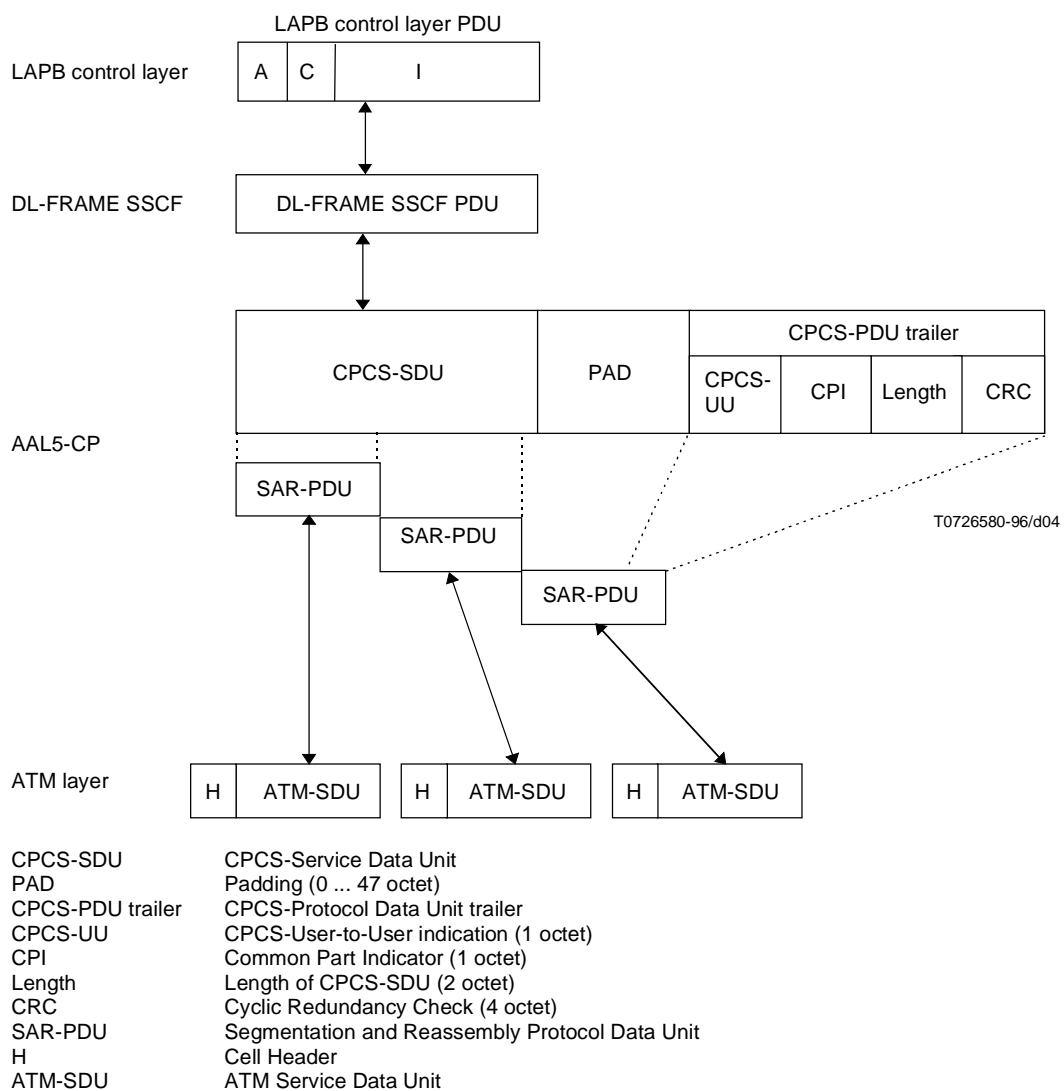 LAPB control layer PDU
LAPB control layer
A
C
I
DL-FRAME SSCF
DL-FRAME SSCF PDU
CPCS-SDU
PAD
CPCS-PDU trailer
CPCS-
UU
CPI
Length
CRC
AAL5-CP
SAR-PDU
T0726580-96/d04
SAR-PDU
SAR-PDU
ATM layer
H
ATM-SDU
H
ATM-SDU
H
ATM-SDU
CPCS-SDU CPCS-Service Data Unit
PAD Padding (0 ... 47 octet)
CPCS-PDU trailer CPCS-Protocol Data Unit trailer
CPCS-UU CPCS-User-to-User indication (1 octet)
CPI Common Part Indicator (1 octet)
Length Length of CPCS-SDU (2 octet)
CRC Cyclic Redundancy Check (4 octet)
SAR-PDU Segmentation and Reassembly Protocol Data Unit
H Cell Header
ATM-SDU ATM Service Data Unit